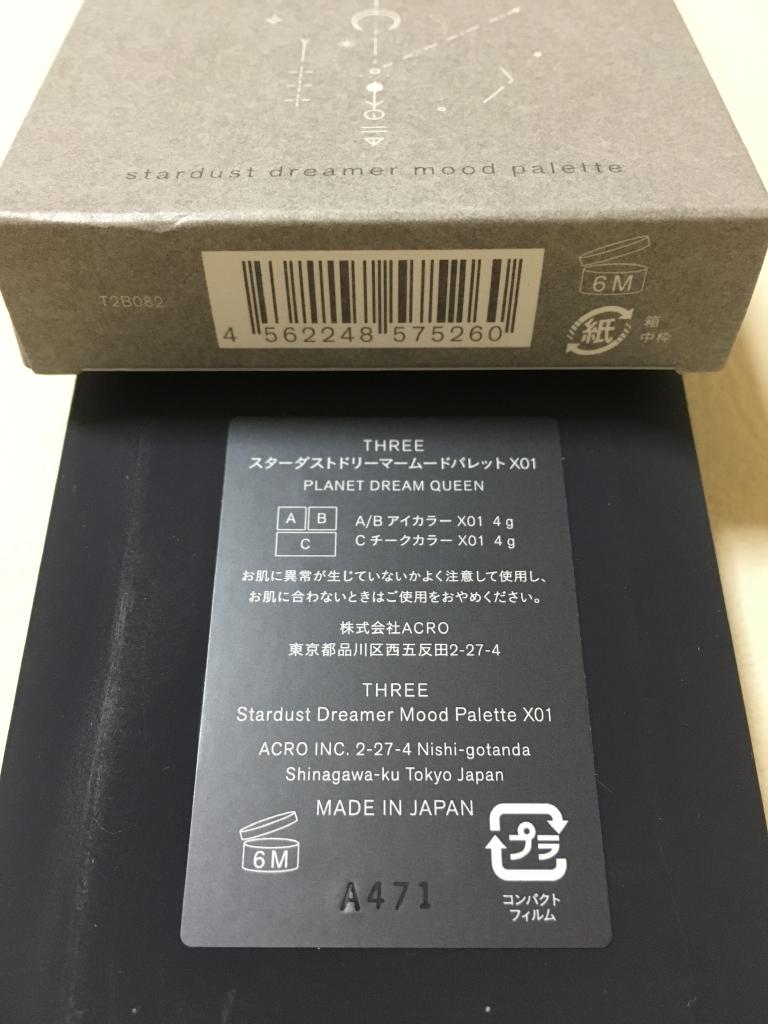 stardust dreamer mood palette
T2B082
4 562248 575260
6M
紙
箱
中枠
THREE
スターダストドリーマームードパレット X01
PLANET DREAM QUEEN
A B
C
A/B アイカラー X01 4g
C チークカラー X01 4g
お肌に異常が生じていないかよく注意して使用し、
お肌に合わないときはご使用をおやめください。
株式会社ACRO
東京都品川区西五反田2-27-4
THREE
Stardust Dreamer Mood Palette X01
ACRO INC. 2-27-4 Nishi-gotanda
Shinagawa-ku Tokyo Japan
MADE IN JAPAN
6M
プラ
A471
コンパクト
フィルム